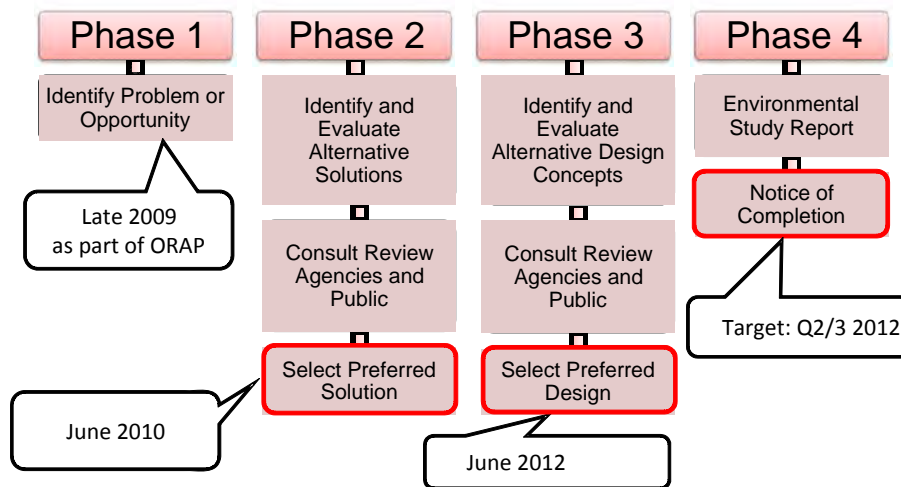 Phase 1
Identify Problem or
Opportunity
Late 2009
as part of ORAP
Phase 2
Identify and
Evaluate
Alternative
Solutions
Consult Review
Agencies and
Public
Select Preferred
Solution
June 2010
Phase 3
Identify and
Evaluate
Alternative Design
Concepts
Consult Review
Agencies and
Public
Select Preferred
Design
June 2012
Phase 4
Environmental
Study Report
Notice of
Completion
Target: Q2/3 2012